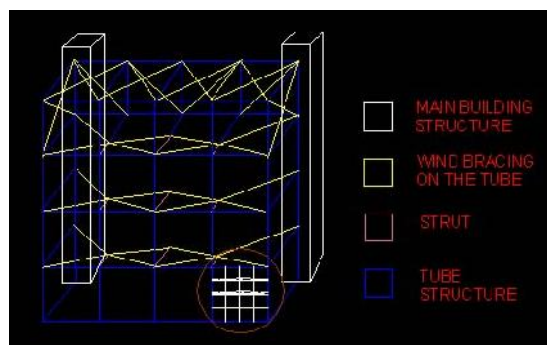 MAIN BUILDING
STRUCTURE
WIND BRACING
ON THE TUBE
STRUT
TUBE
STRUCTURE